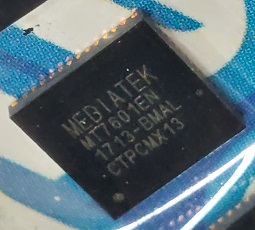 MEDIATEK
MT7601EN
1713-BMAL
CTPCMX13